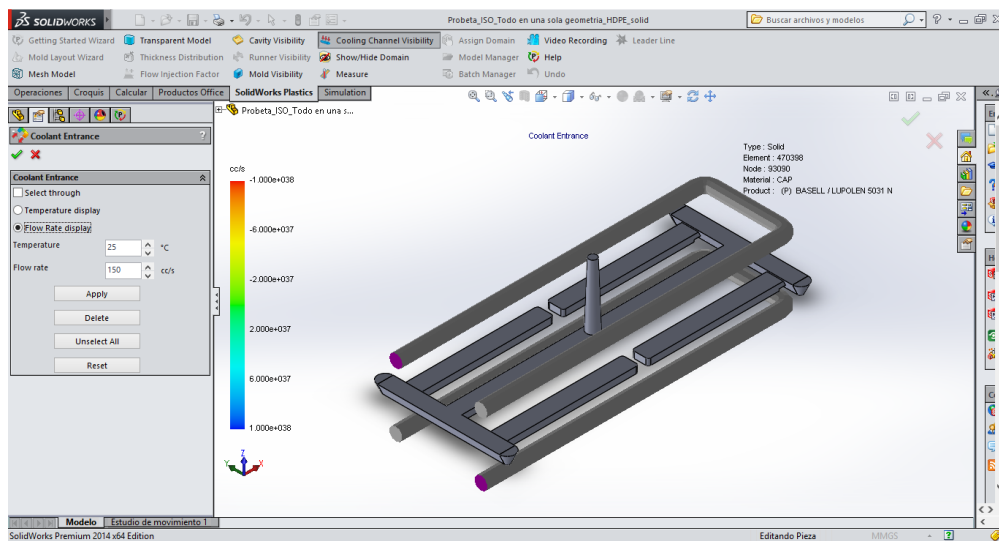 SOLIDWORKS
Probeta_ISO_Todo en una sola geometria_HDPE_solid
Buscar archivos y modelos
Getting Started Wizard
Transparent Model
Cavity Visibility
Cooling Channel Visibility
Assign Domain
Video Recording
Leader Line
Mold Layout Wizard
Thickness Distribution
Runner Visibility
Show/Hide Domain
Model Manager
Help
Mesh Model
Flow Injection Factor
Mold Visibility
Measure
Batch Manager
Undo
Operaciones
Croquis
Calcular
Productos Office
SolidWorks Plastics
Simulation
Probeta_ISO_Todo en una s...
Coolant Entrance
?
Coolant Entrance
Select through
Temperature display
Flow Rate display
Temperature
25
°C
Flow rate
150
cc/s
Apply
Delete
Unselect All
Reset
cc/s
-1.000e+038
-6.000e+037
-2.000e+037
2.000e+037
6.000e+037
1.000e+038
Coolant Entrance
Type : Solid
Element : 470398
Node : 93090
Material : CAP
Product : (P) BASELL / LUPOLEN 5031 N
Z
Y
X
Modelo
Estudio de movimiento 1
SolidWorks Premium 2014 x64 Edition
Editando Pieza
MMGS